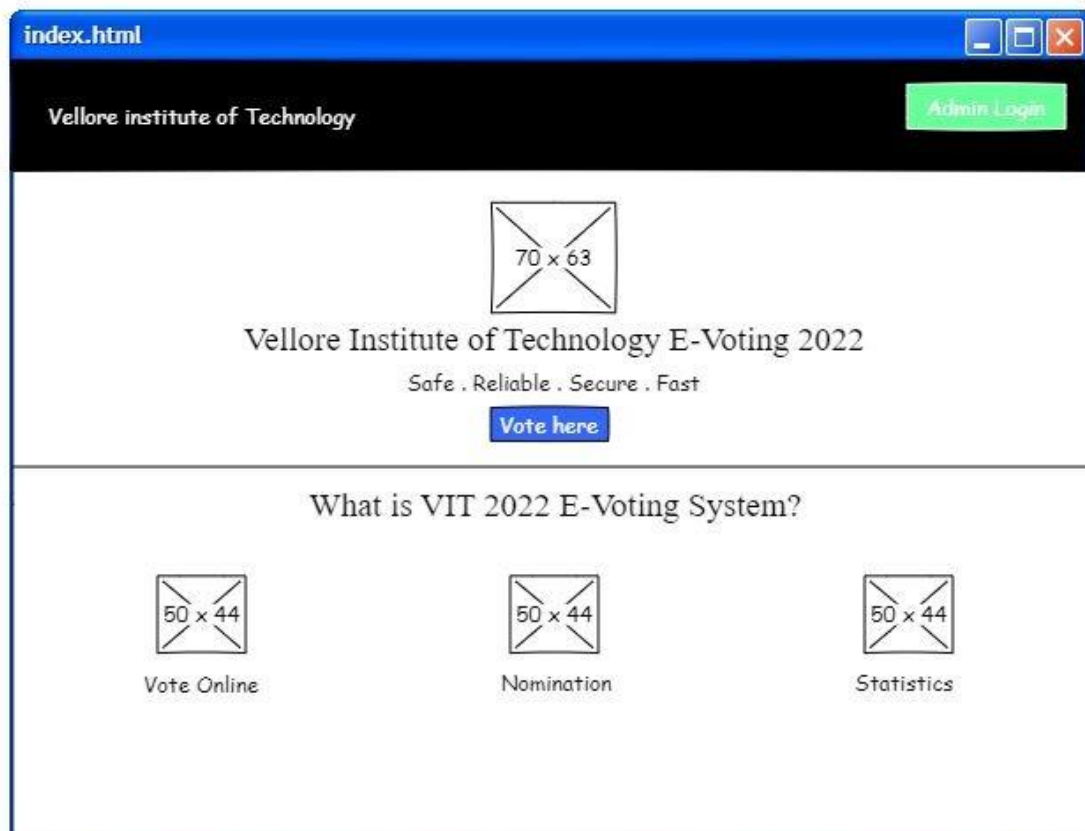 index.html
Vellore institute of Technology
Admin Login
70 x 63
Vellore Institute of Technology E-Voting 2022
Safe . Reliable . Secure . Fast
Vote here
What is VIT 2022 E-Voting System?
50 x 44 50 x 44 50 x 44
Vote Online Nomination Statistics